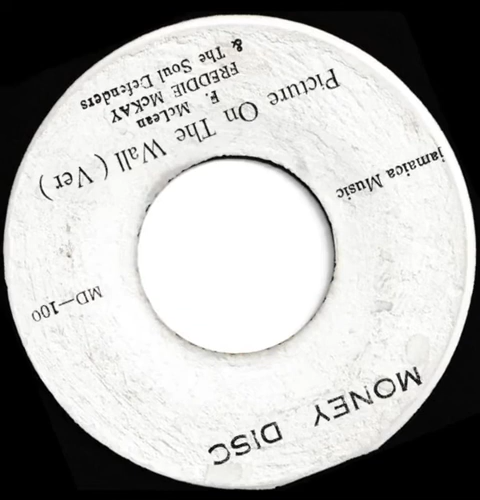 MONEY DISC
jamaica Music
MD—100
Picture On The Wall ( Ver )
F. McLean
FREDDIE McKAY
& The Soul Defenders